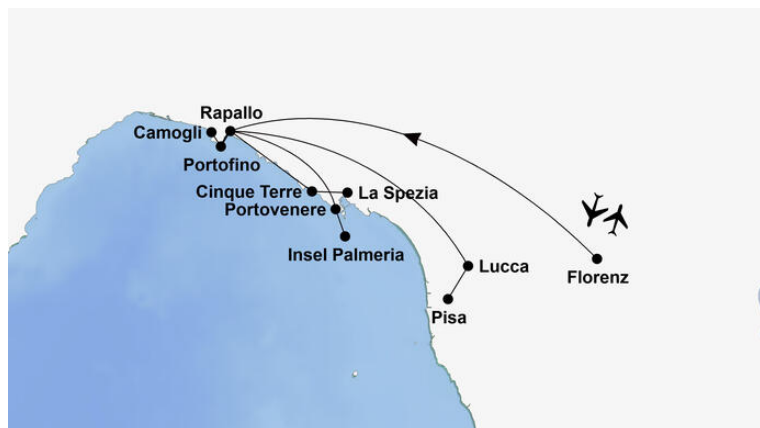 Rapallo
Camogli
Portofino
Cinque Terre
La Spezia
Portovenere
Insel Palmeria
Lucca
Florenz
Pisa